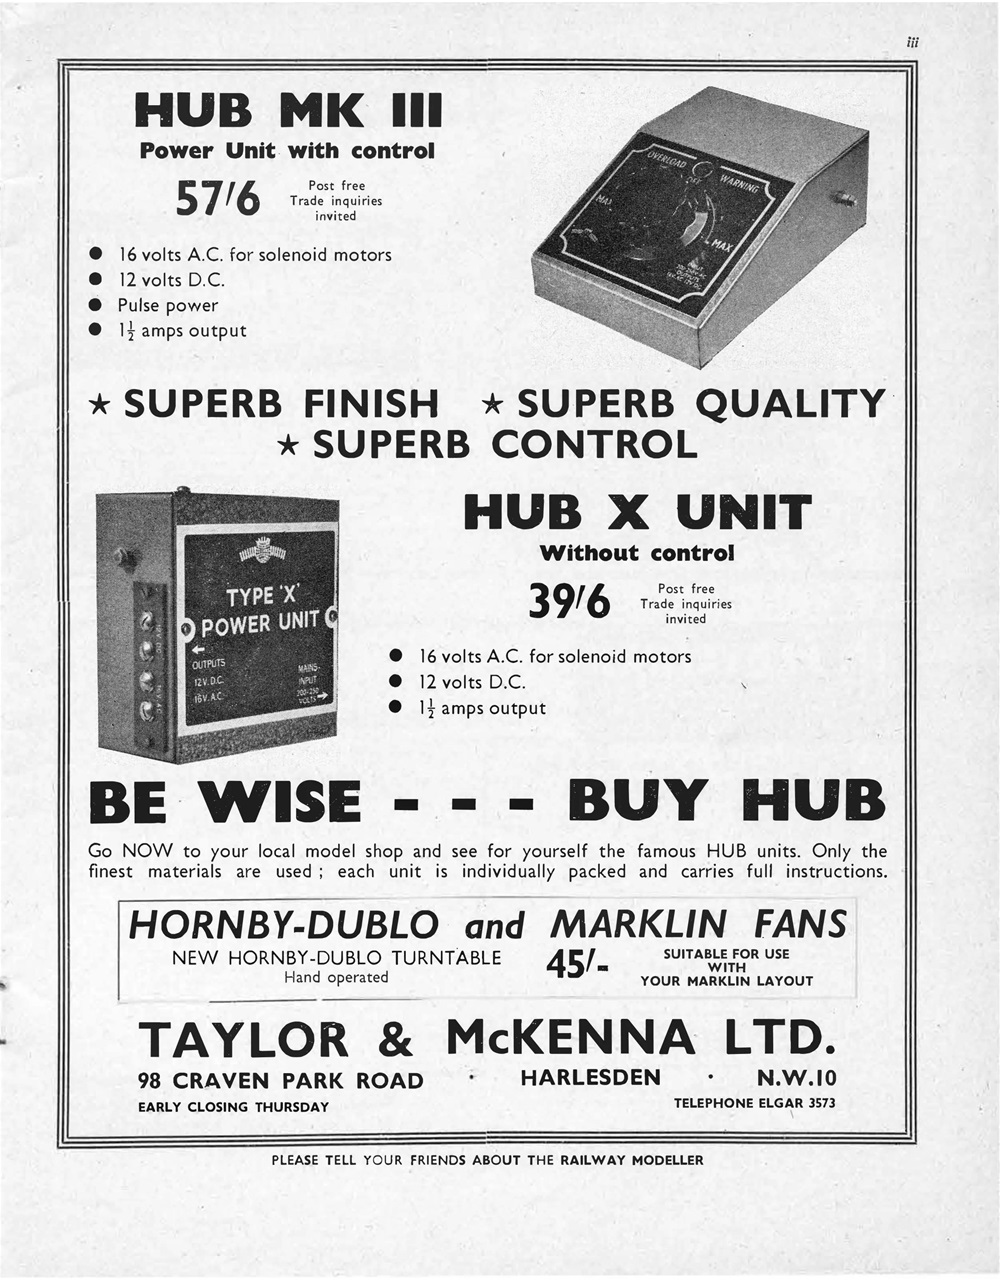 iii
HUB MK III
Power Unit with control
57/6
Post free
Trade inquiries
invited
● 16 volts A.C. for solenoid motors
● 12 volts D.C.
● Pulse power
● 1½ amps output
OVERLOAD WARNING
OFF
MAX
MAX
★ SUPERB FINISH ★ SUPERB QUALITY
★ SUPERB CONTROL
TYPE 'X'
POWER UNIT
OUTPUTS
12V. D.C.
16V. A.C.
MAINS-
INPUT
200-250
VOLTS
HUB X UNIT
Without control
39/6
Post free
Trade inquiries
invited
● 16 volts A.C. for solenoid motors
● 12 volts D.C.
● 1½ amps output
BE WISE - - - BUY HUB
Go NOW to your local model shop and see for yourself the famous HUB units. Only the
finest materials are used ; each unit is individually packed and carries full instructions.
HORNBY-DUBLO and MARKLIN FANS
NEW HORNBY-DUBLO TURNTABLE
Hand operated
45/-
SUITABLE FOR USE
WITH
YOUR MARKLIN LAYOUT
TAYLOR & McKENNA LTD.
98 CRAVEN PARK ROAD · HARLESDEN · N.W.10
EARLY CLOSING THURSDAY
TELEPHONE ELGAR 3573
PLEASE TELL YOUR FRIENDS ABOUT THE RAILWAY MODELLER